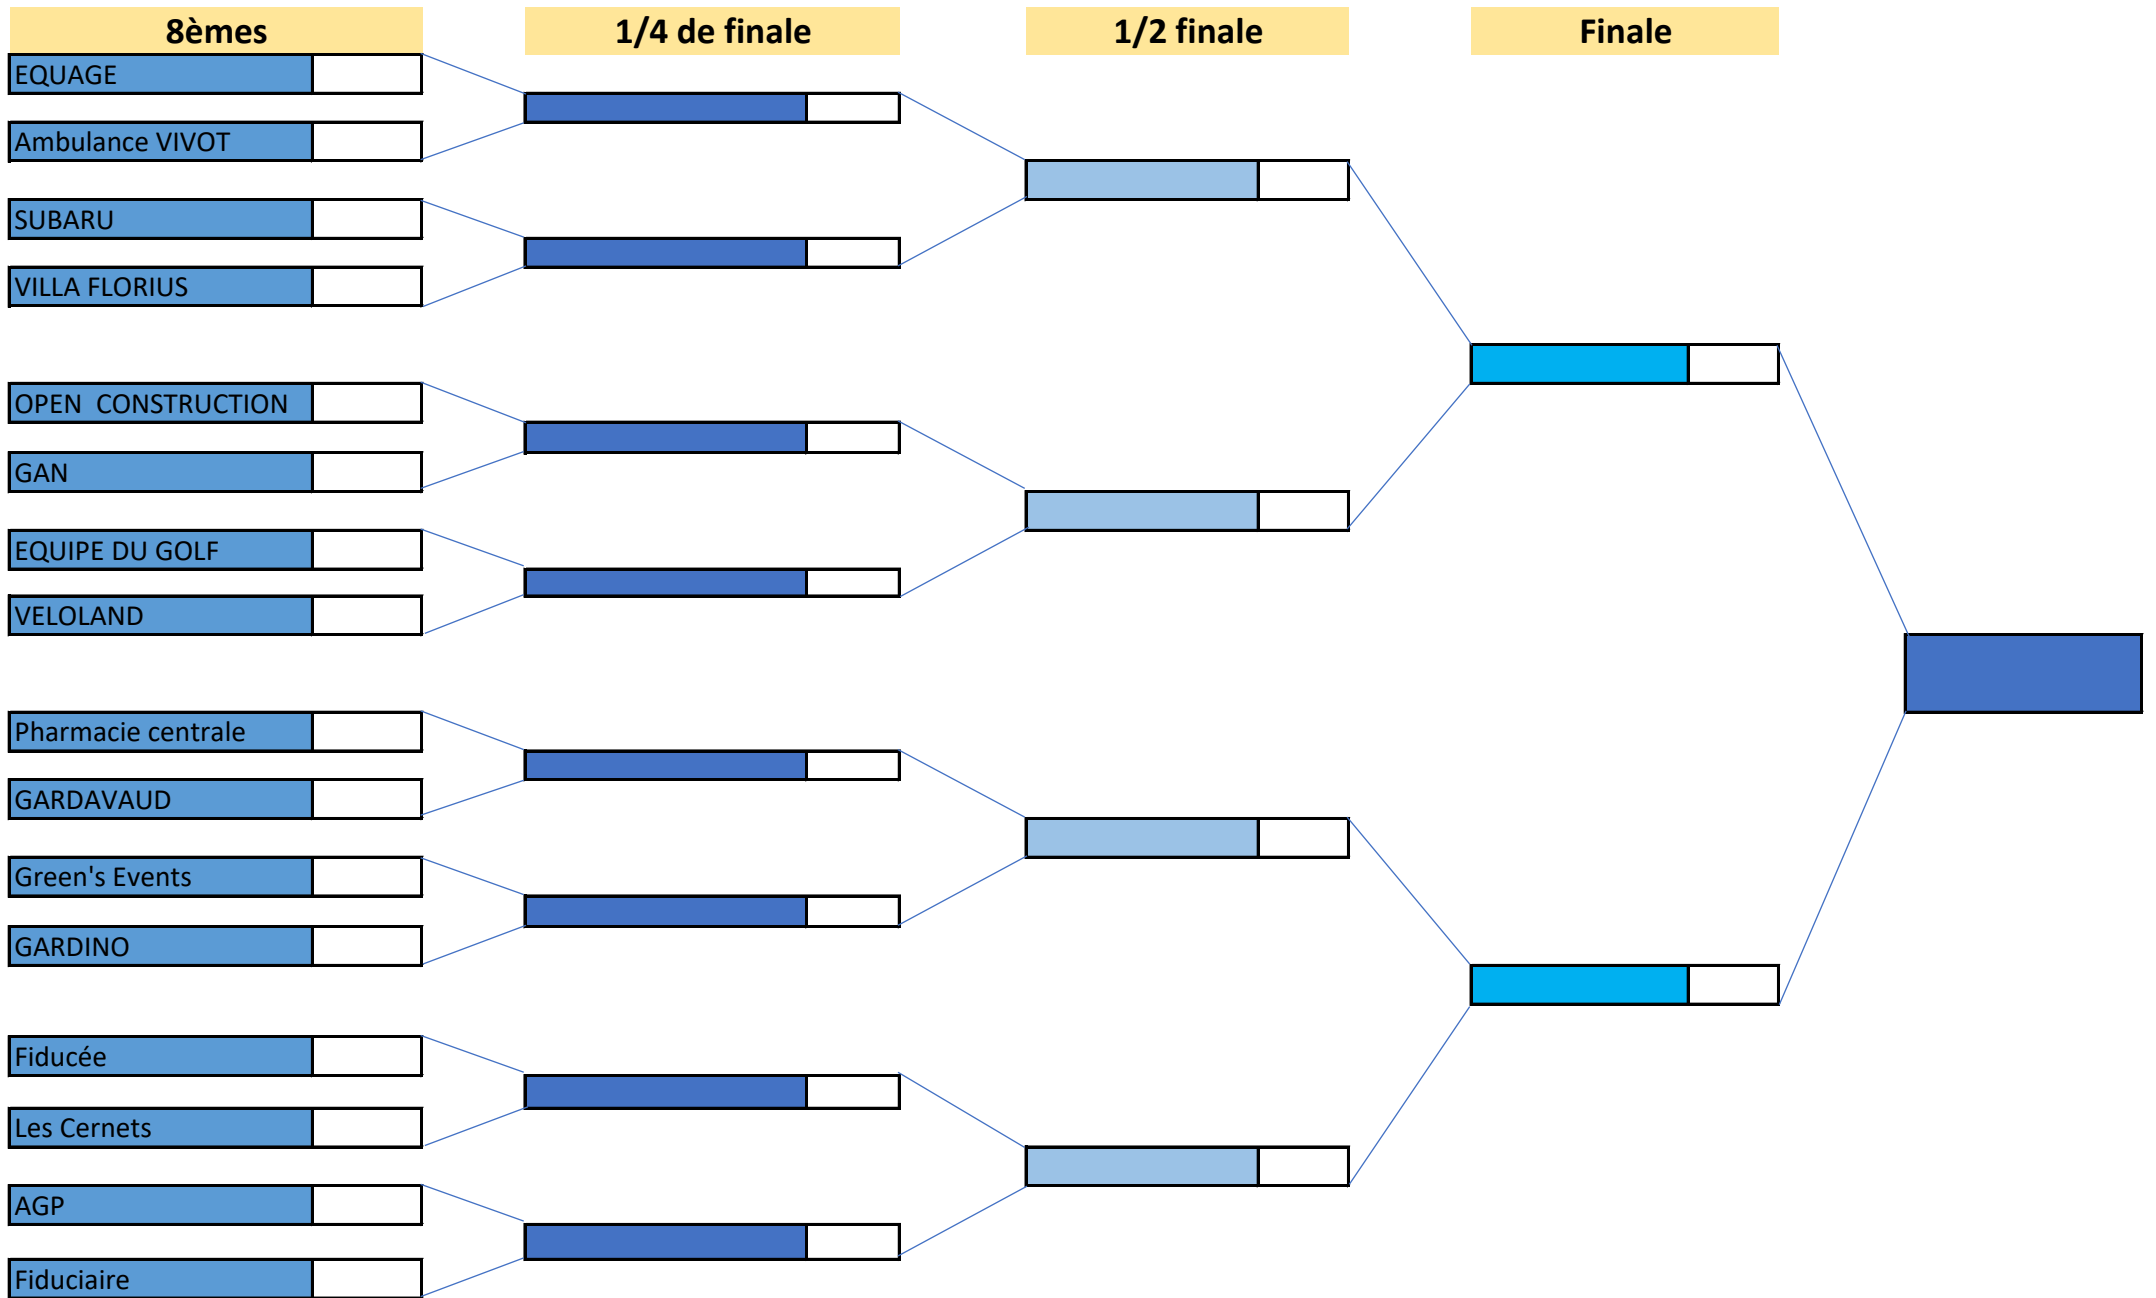 8èmes 1/4 de finale 1/2 finale Finale
EQUAGE
Ambulance VIVOT
SUBARU
VILLA FLORIUS
OPEN  CONSTRUCTION
GAN
EQUIPE DU GOLF
VELOLAND
Pharmacie centrale
GARDAVAUD
Green's Events
GARDINO
Fiducée
Les Cernets
AGP
Fiduciaire